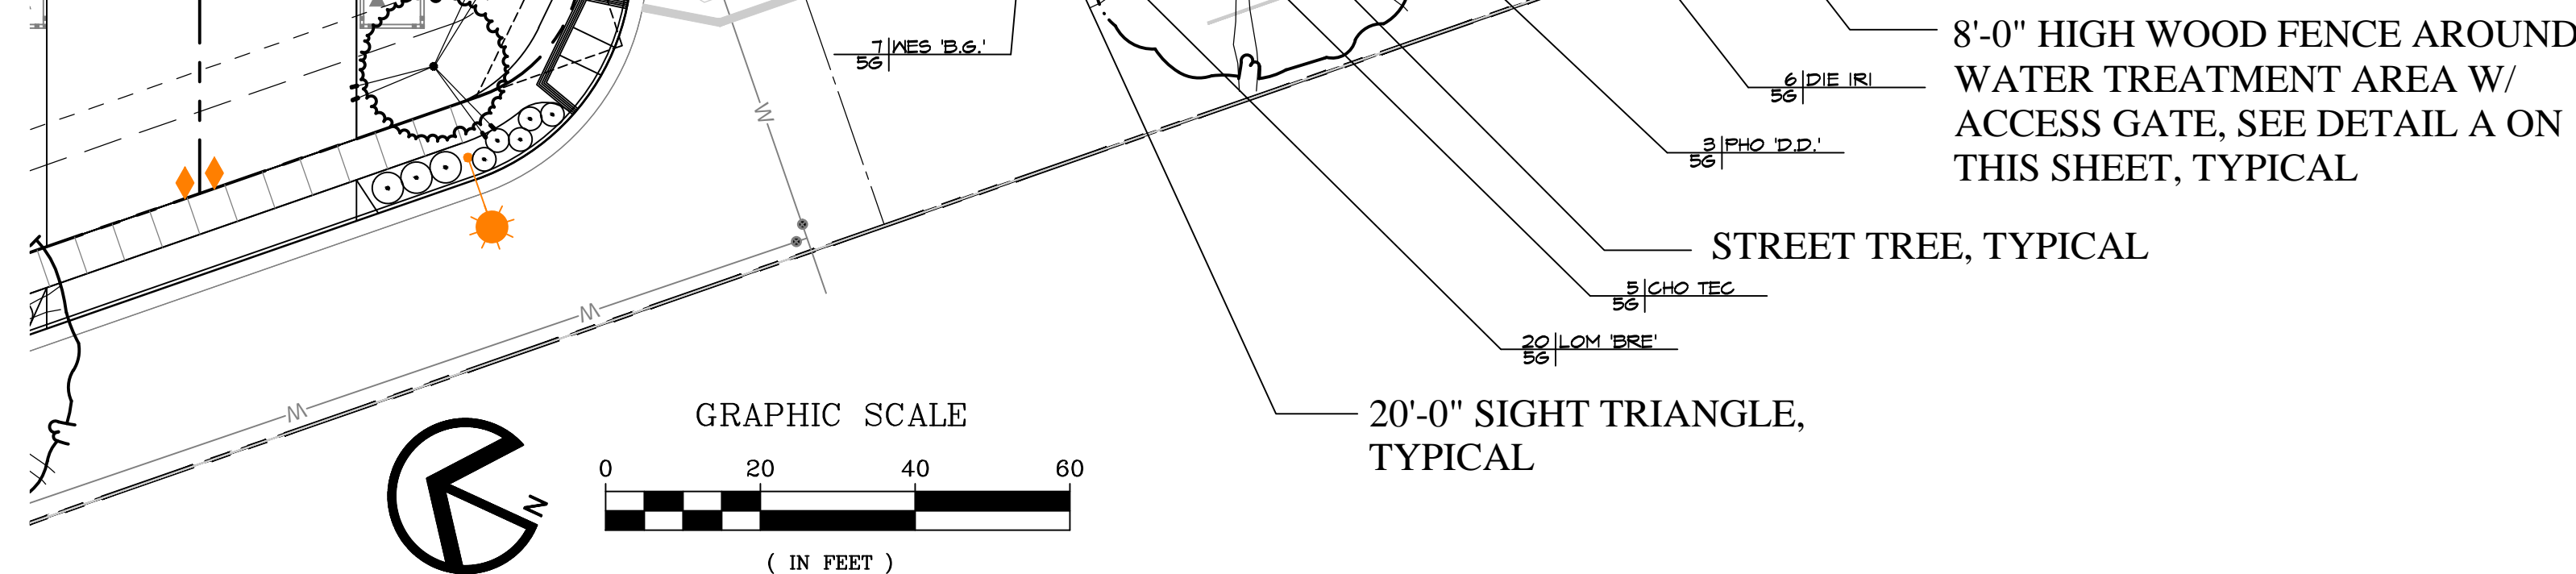 7 WES 'B.G.'
5G
8'-0" HIGH WOOD FENCE AROUND
WATER TREATMENT AREA W/
ACCESS GATE, SEE DETAIL A ON
THIS SHEET, TYPICAL
6 DIE IRI
5G
3 PHO 'D.D.'
5G
STREET TREE, TYPICAL
5 CHO TEC
5G
20 LOM 'BRE'
5G
20'-0" SIGHT TRIANGLE,
TYPICAL
W
W
W
GRAPHIC SCALE
0 20 40 60
( IN FEET )
N